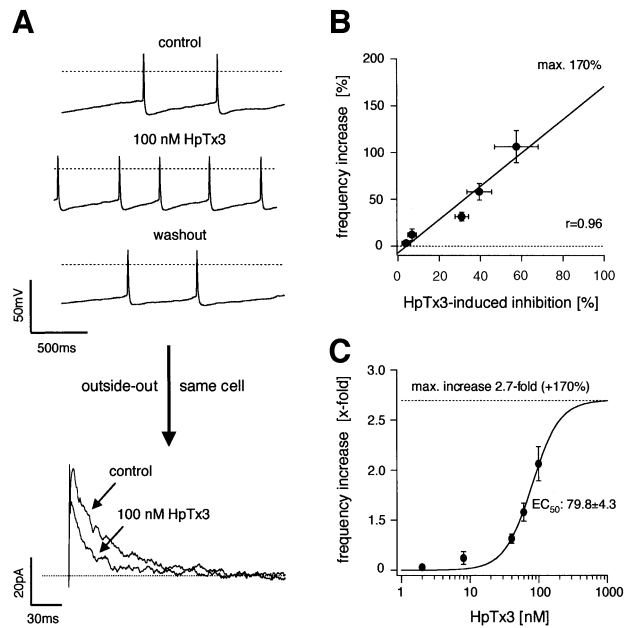 A
control
100 nM HpTx3
washout
50mV
500ms
outside-out same cell
control
100 nM HpTx3
20pA
30ms
B
frequency increase [%]
200
150
100
50
0
max. 170%
r=0.96
0 20 40 60 80 100
HpTx3-induced inhibition [%]
C
frequency increase [x-fold]
3.0
2.5
2.0
1.5
1.0
max. increase 2.7-fold (+170%)
EC50: 79.8±4.3
1 10 100 1000
HpTx3 [nM]